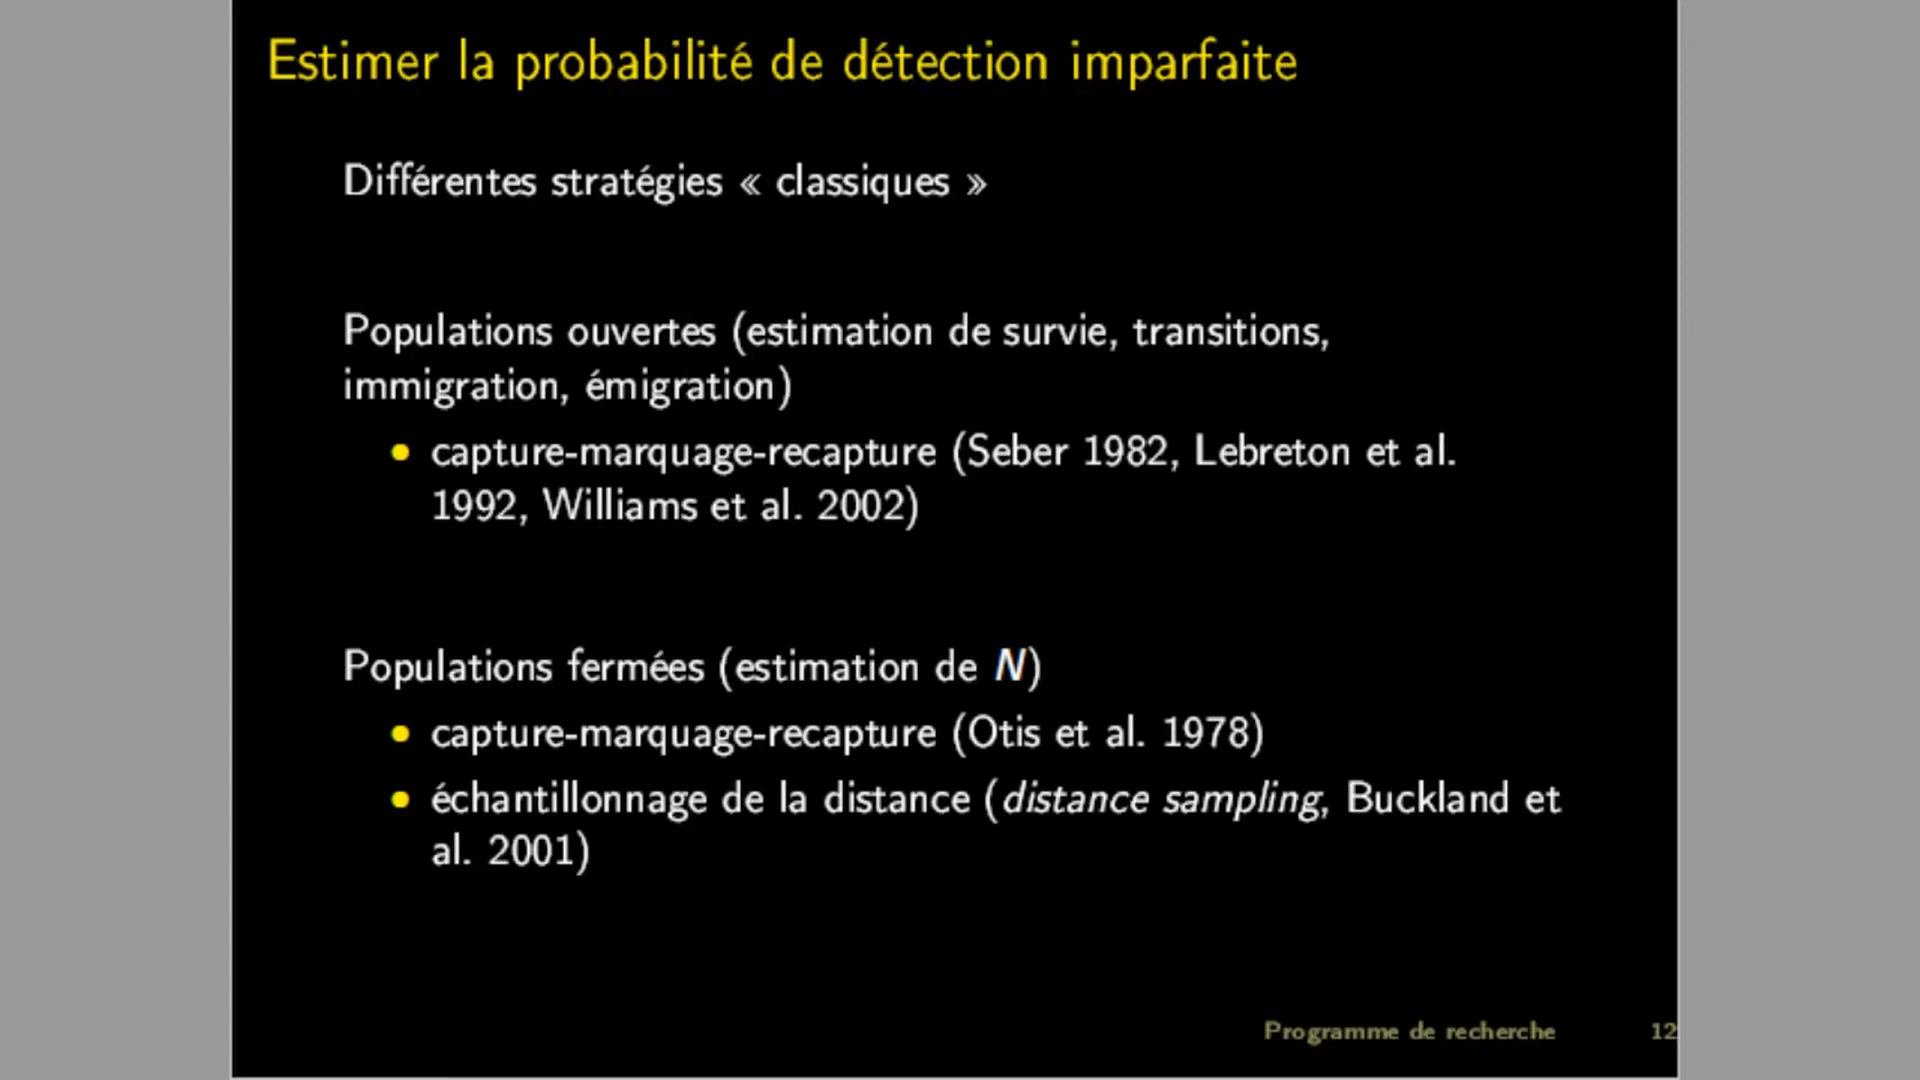 Estimer la probabilité de détection imparfaite
Différentes stratégies « classiques »
Populations ouvertes (estimation de survie, transitions,
immigration, émigration)
• capture-marquage-recapture (Seber 1982, Lebreton et al.
1992, Williams et al. 2002)
Populations fermées (estimation de N)
• capture-marquage-recapture (Otis et al. 1978)
• échantillonnage de la distance (distance sampling, Buckland et
al. 2001)
Programme de recherche 12